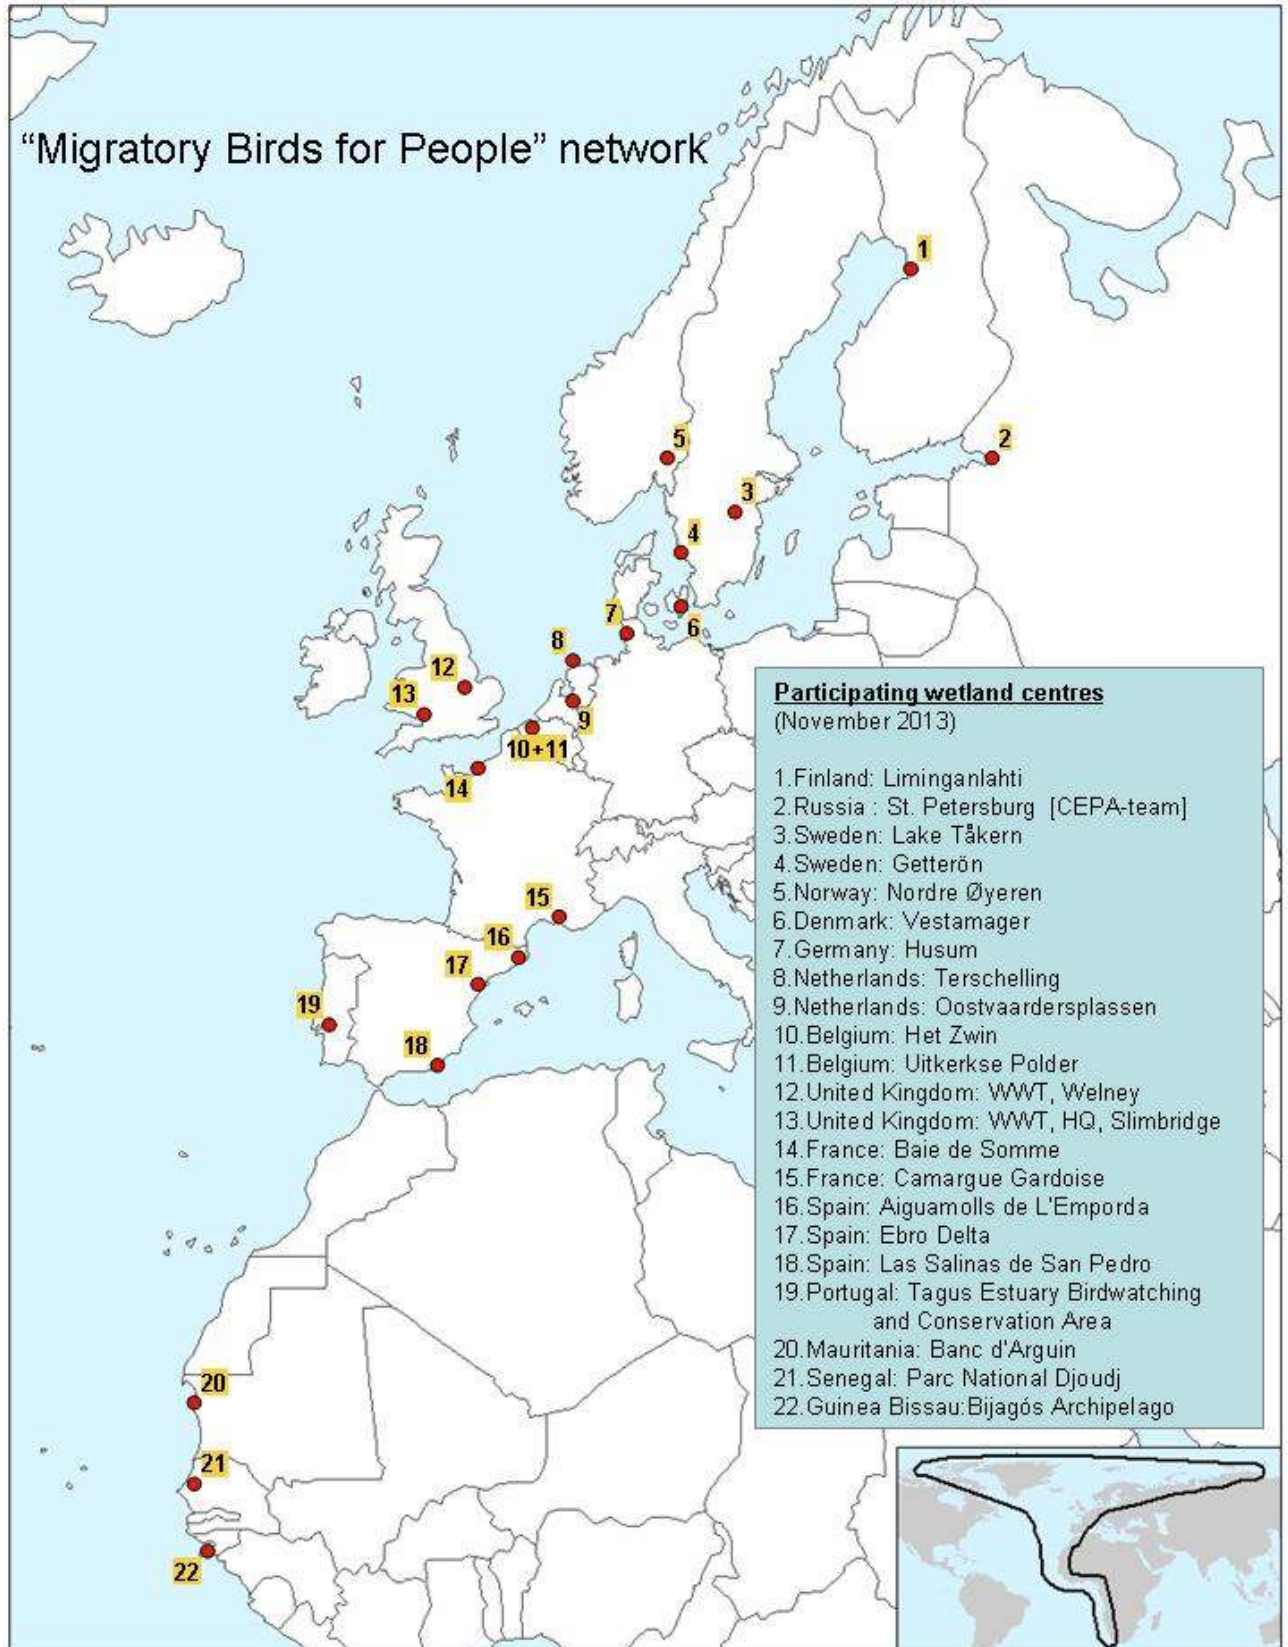 “Migratory Birds for People” network
1
2
5
3
4
7
6
8
12
13
9
10+11
14
15
16
17
19
18
20
21
22
Participating wetland centres
(November 2013)
1.Finland: Liminganlahti
2.Russia : St. Petersburg [CEPA-team]
3.Sweden: Lake Tåkern
4.Sweden: Getterön
5.Norway: Nordre Øyeren
6.Denmark: Vestamager
7.Germany: Husum
8.Netherlands: Terschelling
9.Netherlands: Oostvaardersplassen
10.Belgium: Het Zwin
11.Belgium: Uitkerkse Polder
12.United Kingdom: WWT, Welney
13.United Kingdom: WWT, HQ, Slimbridge
14.France: Baie de Somme
15.France: Camargue Gardoise
16.Spain: Aiguamolls de L'Emporda
17.Spain: Ebro Delta
18.Spain: Las Salinas de San Pedro
19.Portugal: Tagus Estuary Birdwatching
and Conservation Area
20.Mauritania: Banc d'Arguin
21.Senegal: Parc National Djoudj
22.Guinea Bissau:Bijagós Archipelago